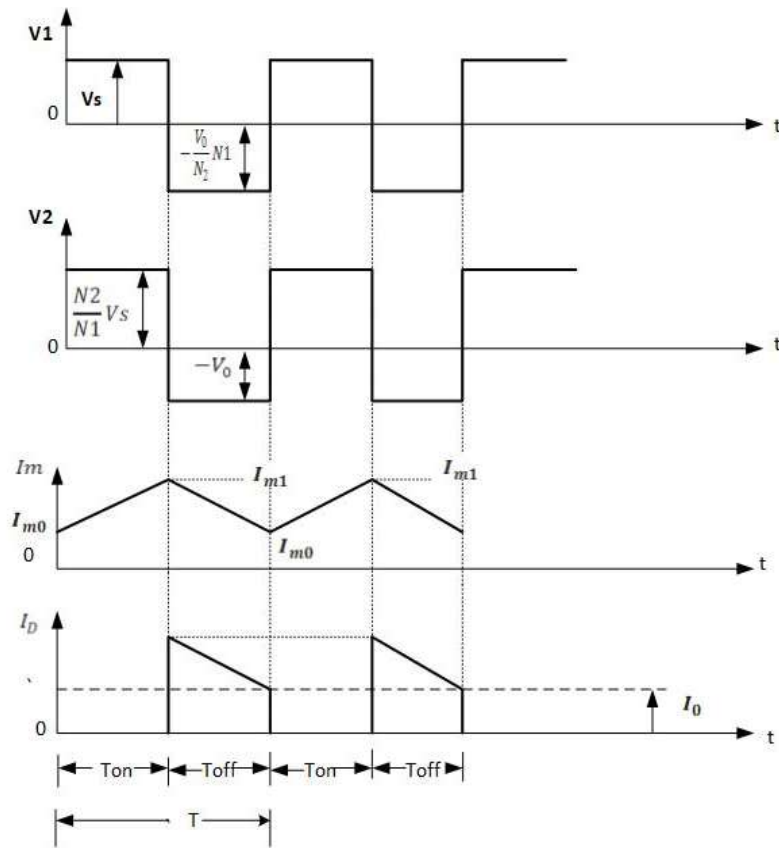 V1
Vs
0
t
-V0/N2 N1
V2
N2/N1 Vs
0
t
-V0
Im
Im1
Im1
Im0
Im0
0
t
ID
`
I0
0
t
Ton
Toff
Ton
Toff
T